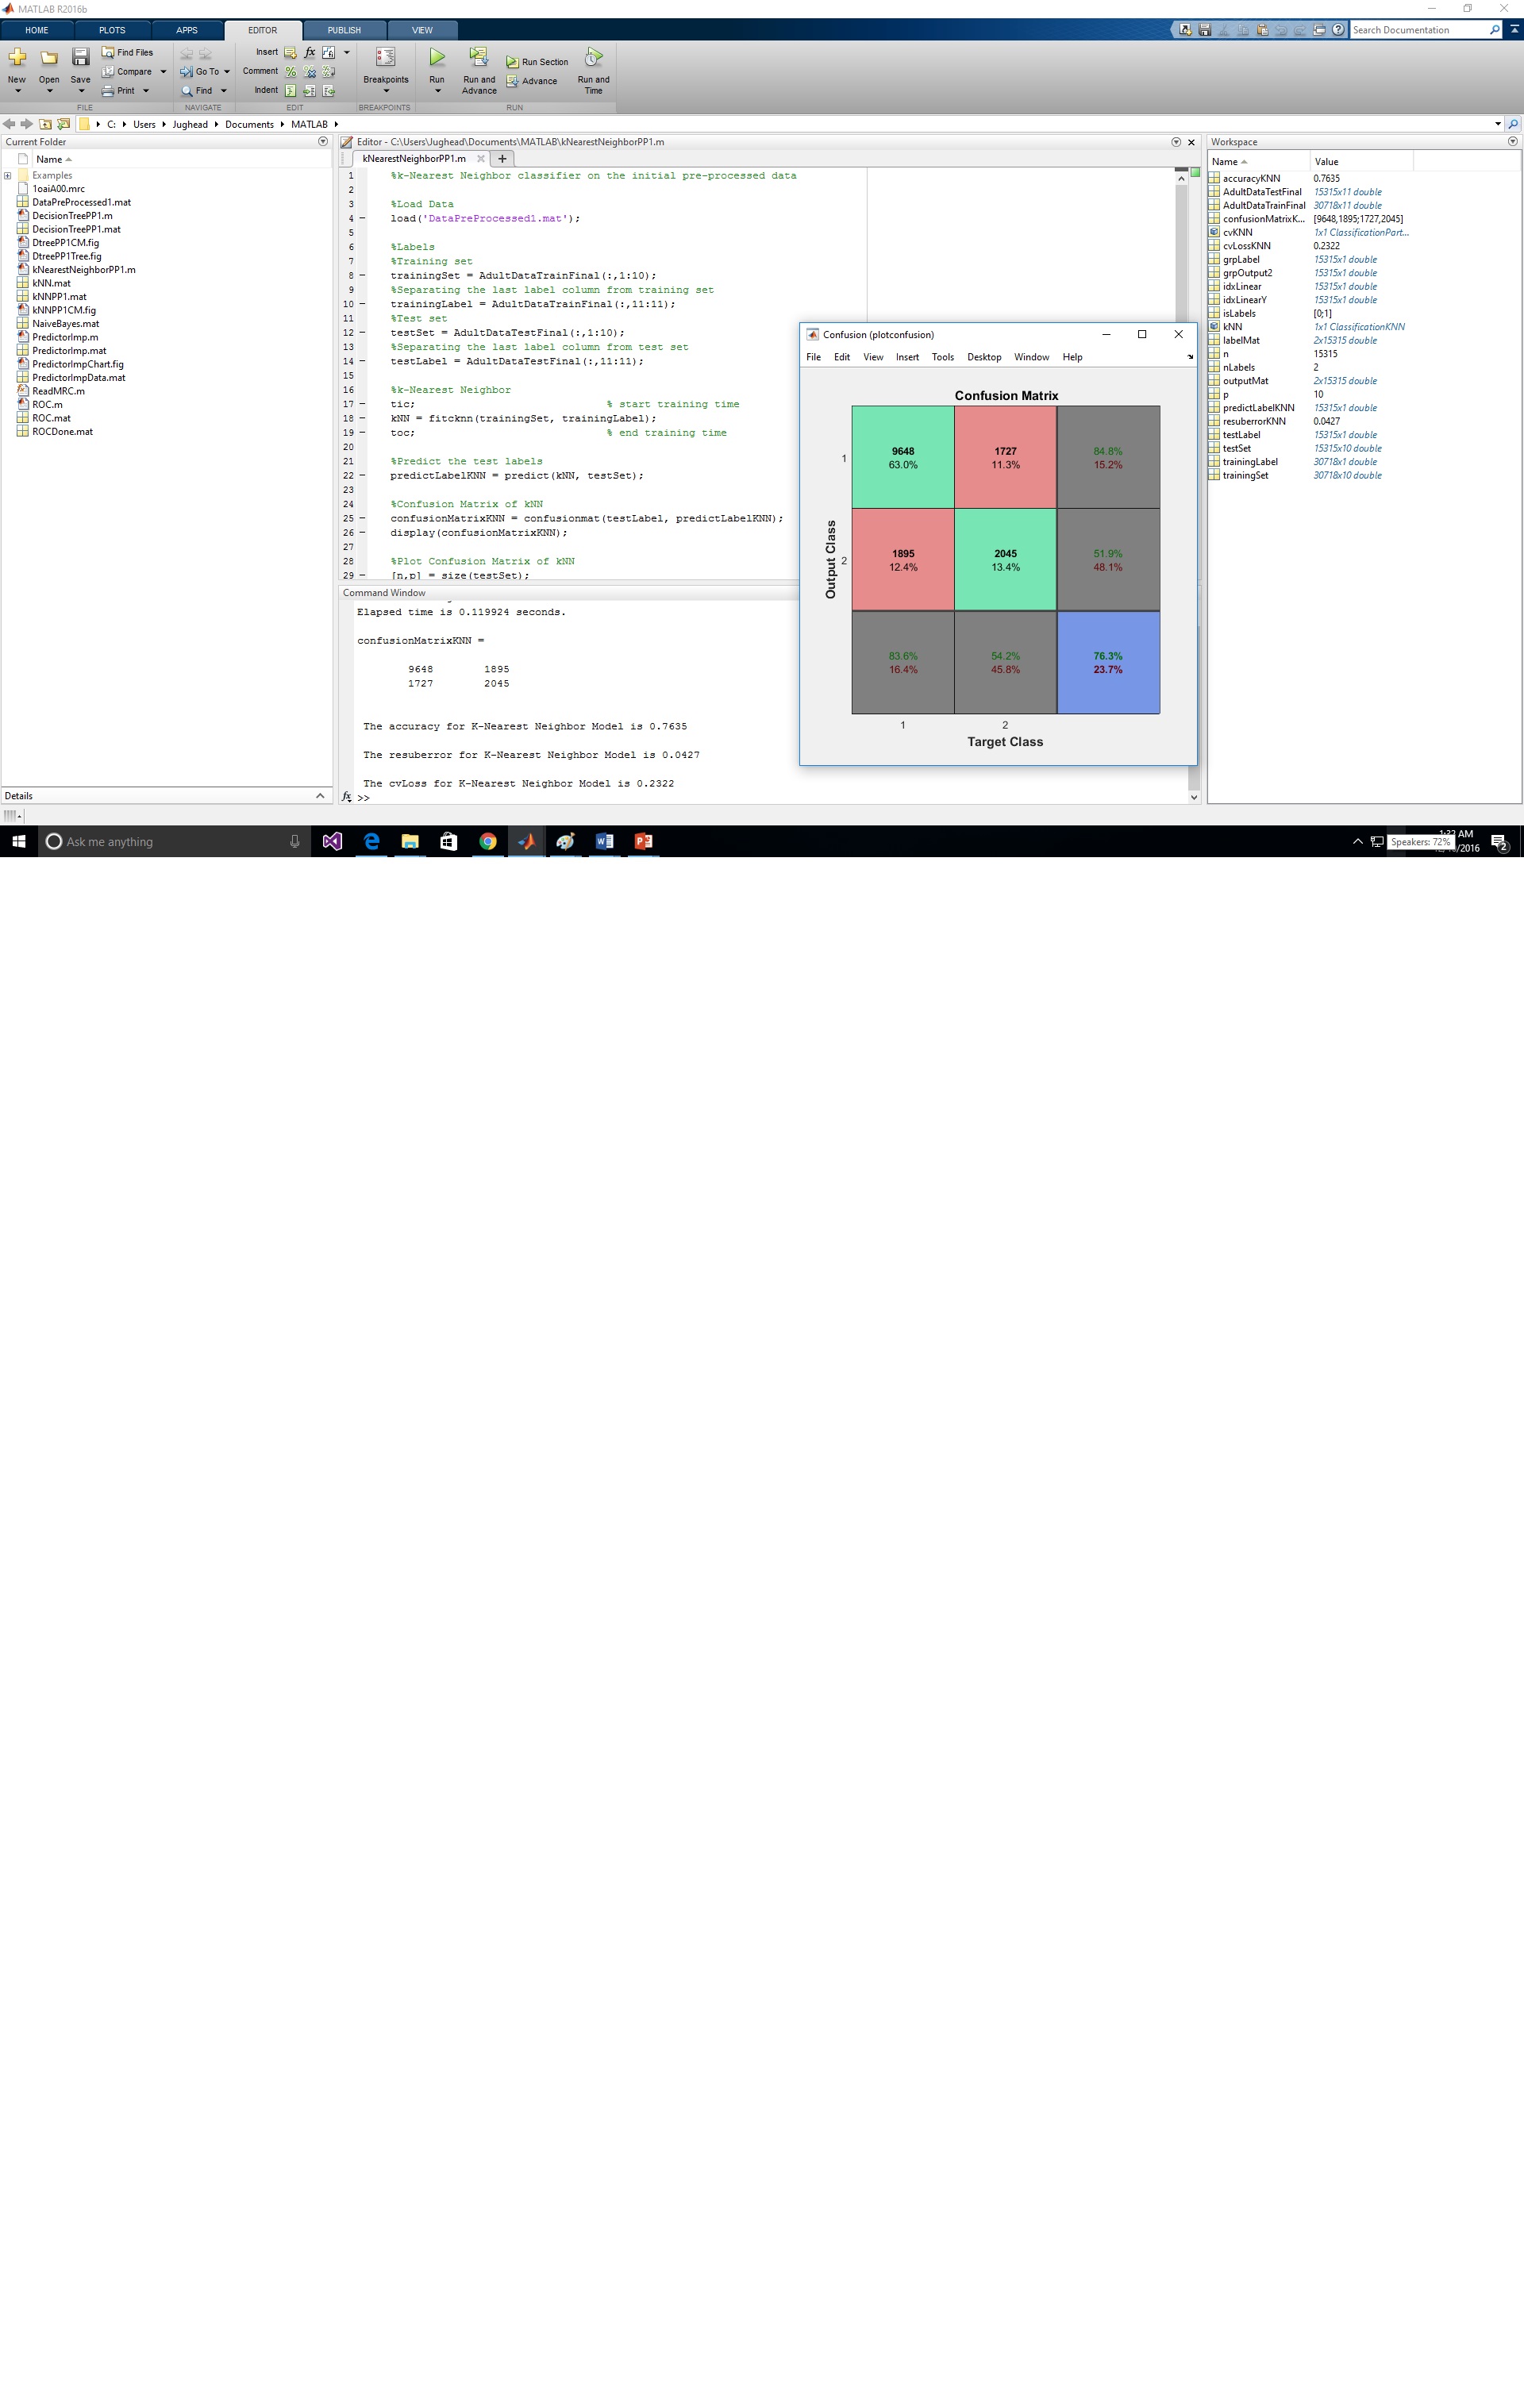 MATLAB R2016b
HOME PLOTS APPS EDITOR PUBLISH VIEW
Search Documentation
New Open Save Find Files Compare Print
Go To Find
Insert fx
Comment
Indent
Breakpoints
Run Run and Advance Run Section Advance Run and Time
FILE NAVIGATE EDIT BREAKPOINTS RUN
C: Users Jughead Documents MATLAB
Current Folder
Name
Examples
1oaiA00.mrc
DataPreProcessed1.mat
DecisionTreePP1.m
DecisionTreePP1.mat
DtreePP1CM.fig
DtreePP1Tree.fig
kNearestNeighborPP1.m
kNN.mat
kNNPP1.mat
kNNPP1CM.fig
NaiveBayes.mat
PredictorImp.m
PredictorImp.mat
PredictorImpChart.fig
PredictorImpData.mat
ReadMRC.m
ROC.m
ROC.mat
ROCDone.mat
Details
Editor - C:\Users\Jughead\Documents\MATLAB\kNearestNeighborPP1.m
kNearestNeighborPP1.m
1 %k-Nearest Neighbor classifier on the initial pre-processed data
2
3 %Load Data
4 load('DataPreProcessed1.mat');
5
6 %Labels
7 %Training set
8 trainingSet = AdultDataTrainFinal(:,1:10);
9 %Separating the last label column from training set
10 trainingLabel = AdultDataTrainFinal(:,11:11);
11 %Test set
12 testSet = AdultDataTestFinal(:,1:10);
13 %Separating the last label column from test set
14 testLabel = AdultDataTestFinal(:,11:11);
15
16 %k-Nearest Neighbor
17 tic; % start training time
18 kNN = fitcknn(trainingSet, trainingLabel);
19 toc; % end training time
20
21 %Predict the test labels
22 predictLabelKNN = predict(kNN, testSet);
23
24 %Confusion Matrix of kNN
25 confusionMatrixKNN = confusionmat(testLabel, predictLabelKNN);
26 display(confusionMatrixKNN);
27
28 %Plot Confusion Matrix of kNN
29 [n,p] = size(testSet);
Command Window
Elapsed time is 0.119924 seconds.
confusionMatrixKNN =
9648 1895
1727 2045
The accuracy for K-Nearest Neighbor Model is 0.7635
The resuberror for K-Nearest Neighbor Model is 0.0427
The cvLoss for K-Nearest Neighbor Model is 0.2322
fx >>
Confusion (plotconfusion)
File Edit View Insert Tools Desktop Window Help
Confusion Matrix
Output Class
1
9648 1727 84.8%
63.0% 11.3% 15.2%
2
1895 2045 51.9%
12.4% 13.4% 48.1%
83.6% 54.2% 76.3%
16.4% 45.8% 23.7%
1 2
Target Class
Workspace
Name Value
accuracyKNN 0.7635
AdultDataTestFinal 15315x11 double
AdultDataTrainFinal 30718x11 double
confusionMatrixK... [9648,1895;1727,2045]
cvKNN 1x1 ClassificationPart...
cvLossKNN 0.2322
grpLabel 15315x1 double
grpOutput2 15315x1 double
idxLinear 15315x1 double
idxLinearY 15315x1 double
isLabels [0;1]
kNN 1x1 ClassificationKNN
labelMat 2x15315 double
n 15315
nLabels 2
outputMat 2x15315 double
p 10
predictLabelKNN 15315x1 double
resuberrorKNN 0.0427
testLabel 15315x1 double
testSet 15315x10 double
trainingLabel 30718x1 double
trainingSet 30718x10 double
Ask me anything
Speakers: 72%
AM
/2016
2